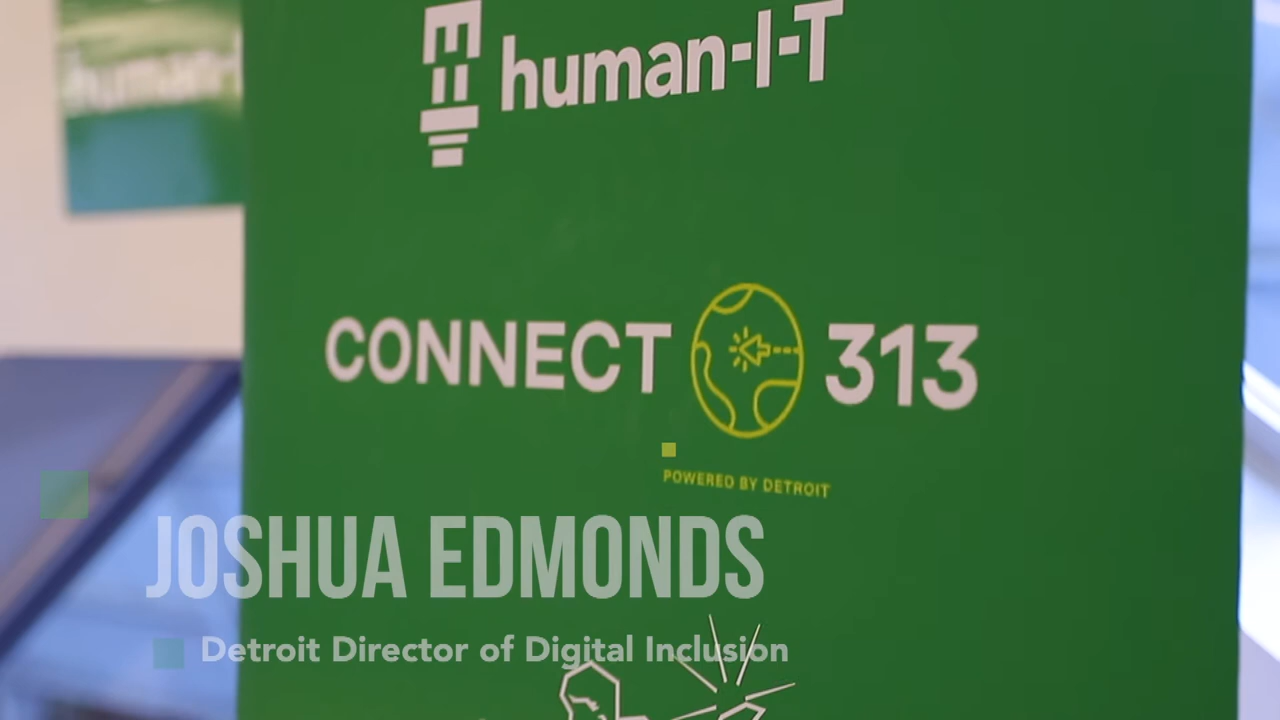 human-I-T
CONNECT 313
POWERED BY DETROIT
JOSHUA EDMONDS
Detroit Director of Digital Inclusion